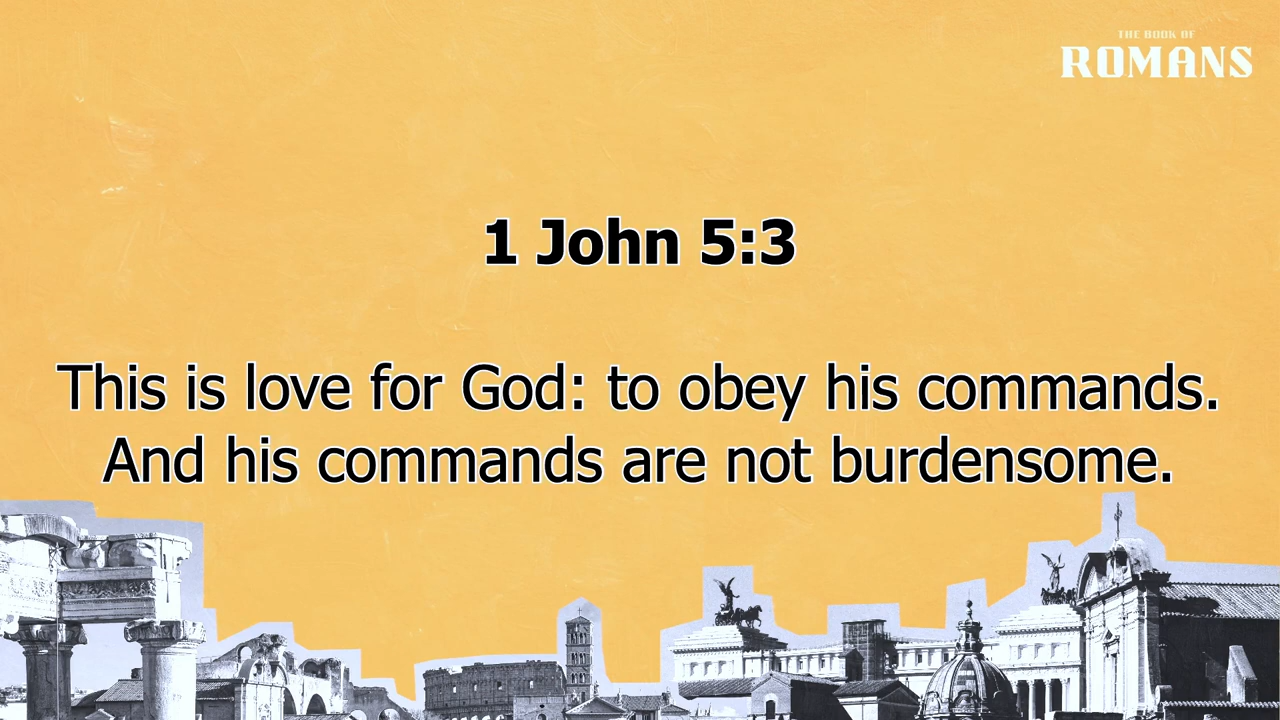 THE BOOK OF
ROMANS
1 John 5:3
This is love for God: to obey his commands.
And his commands are not burdensome.